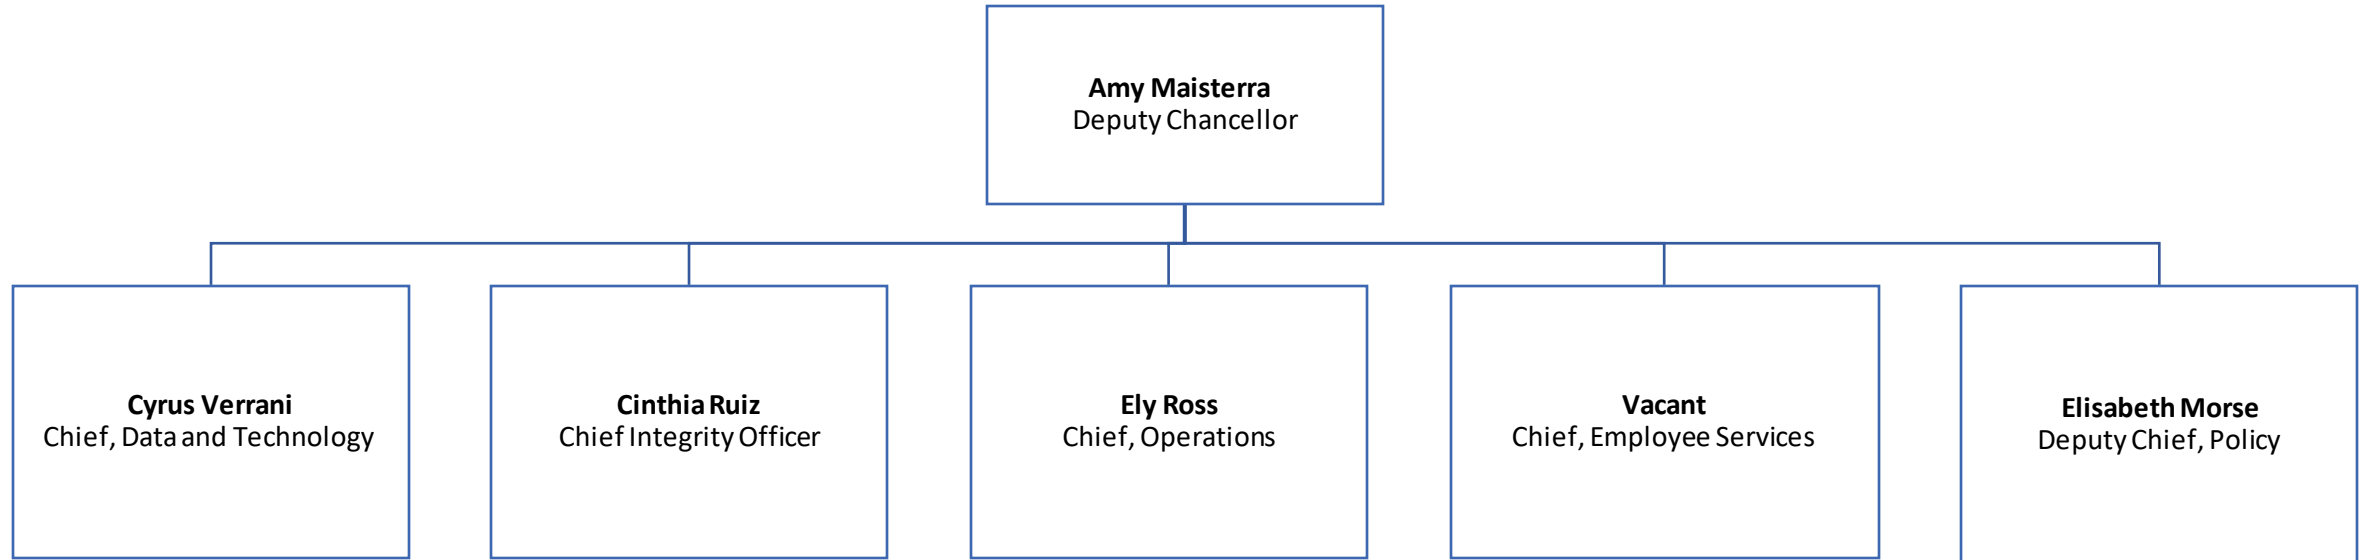 Amy Maisterra
Deputy Chancellor
Cyrus Verrani
Chief, Data and Technology
Cinthia Ruiz
Chief Integrity Officer
Ely Ross
Chief, Operations
Vacant
Chief, Employee Services
Elisabeth Morse
Deputy Chief, Policy